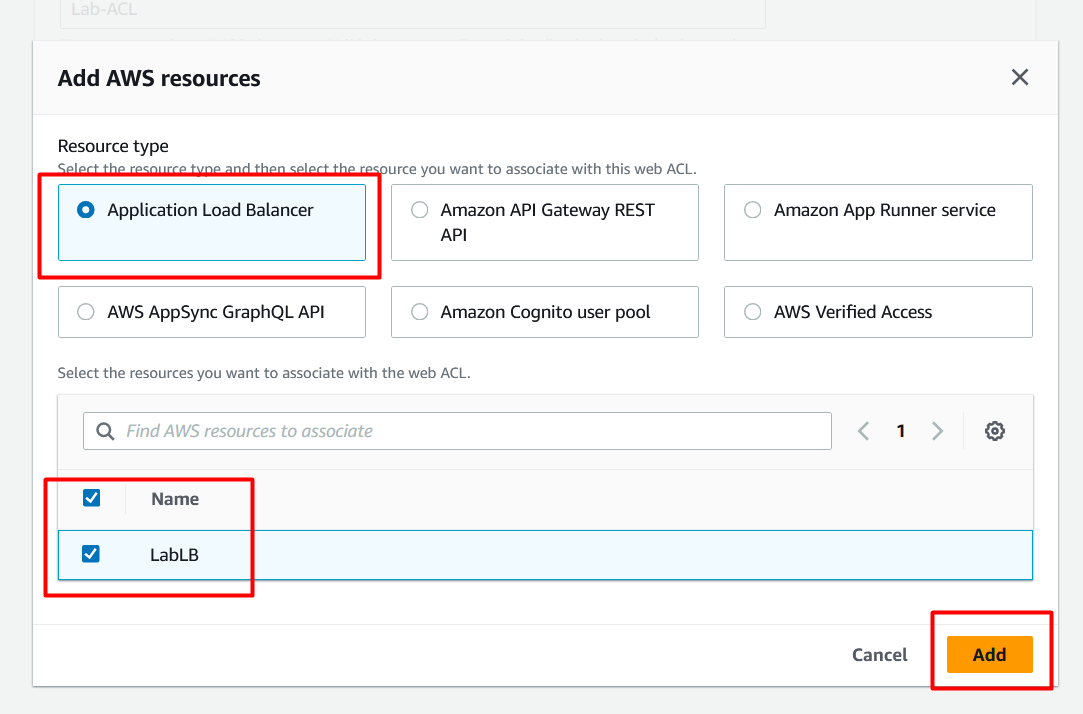 Lab-ACL
Add AWS resources
Resource type
Select the resource type and then select the resource you want to associate with this web ACL.
Application Load Balancer
Amazon API Gateway REST
API
Amazon App Runner service
AWS AppSync GraphQL API
Amazon Cognito user pool
AWS Verified Access
Select the resources you want to associate with the web ACL.
Find AWS resources to associate
1
Name
LabLB
Cancel
Add